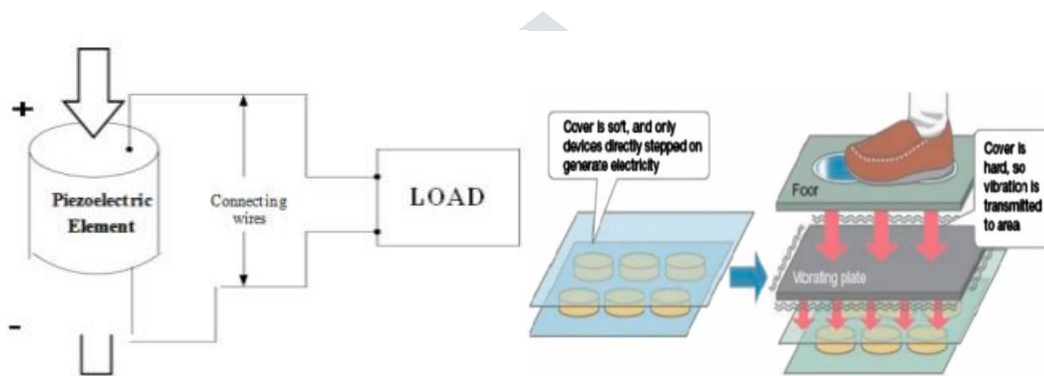 +
Piezoelectric
Element
-
Connecting
wires
LOAD
Cover is soft, and only
devices directly stepped on
generate electricity
Foor
Cover is
hard, so
vibration is
transmitted
to area
Vibrating plate